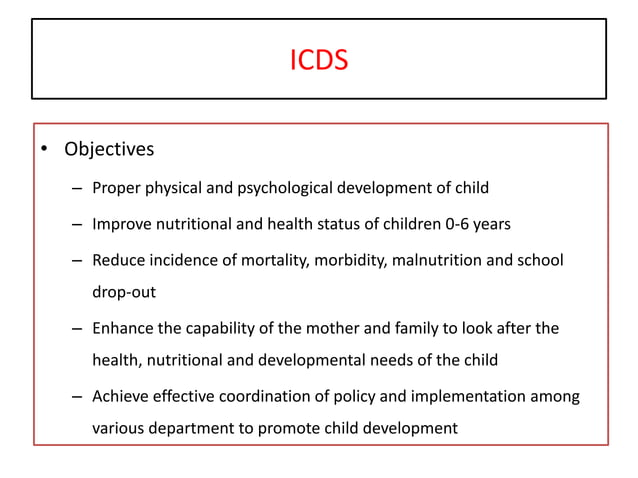 ICDS
• Objectives
– Proper physical and psychological development of child
– Improve nutritional and health status of children 0-6 years
– Reduce incidence of mortality, morbidity, malnutrition and school
drop-out
– Enhance the capability of the mother and family to look after the
health, nutritional and developmental needs of the child
– Achieve effective coordination of policy and implementation among
various department to promote child development